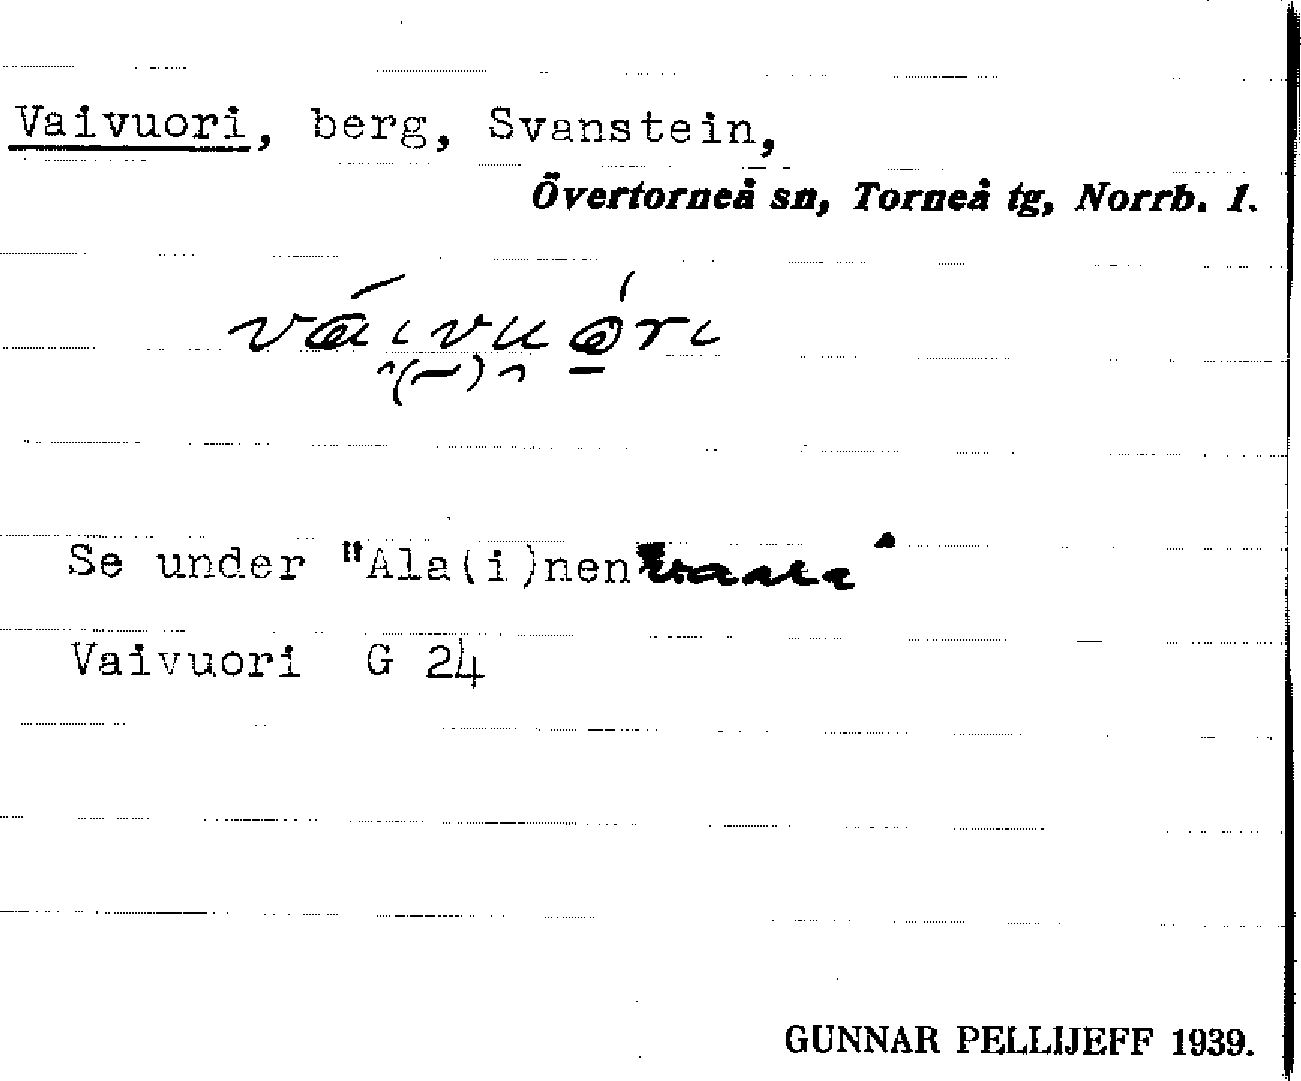 Vaivuori, berg, Svanstein,
Övertorneå sn, Torneå tg, Norrb. l.
Se under "Ala(i)nen
Vaivuori G 24
GUNNAR PELLIJEFF 1939.